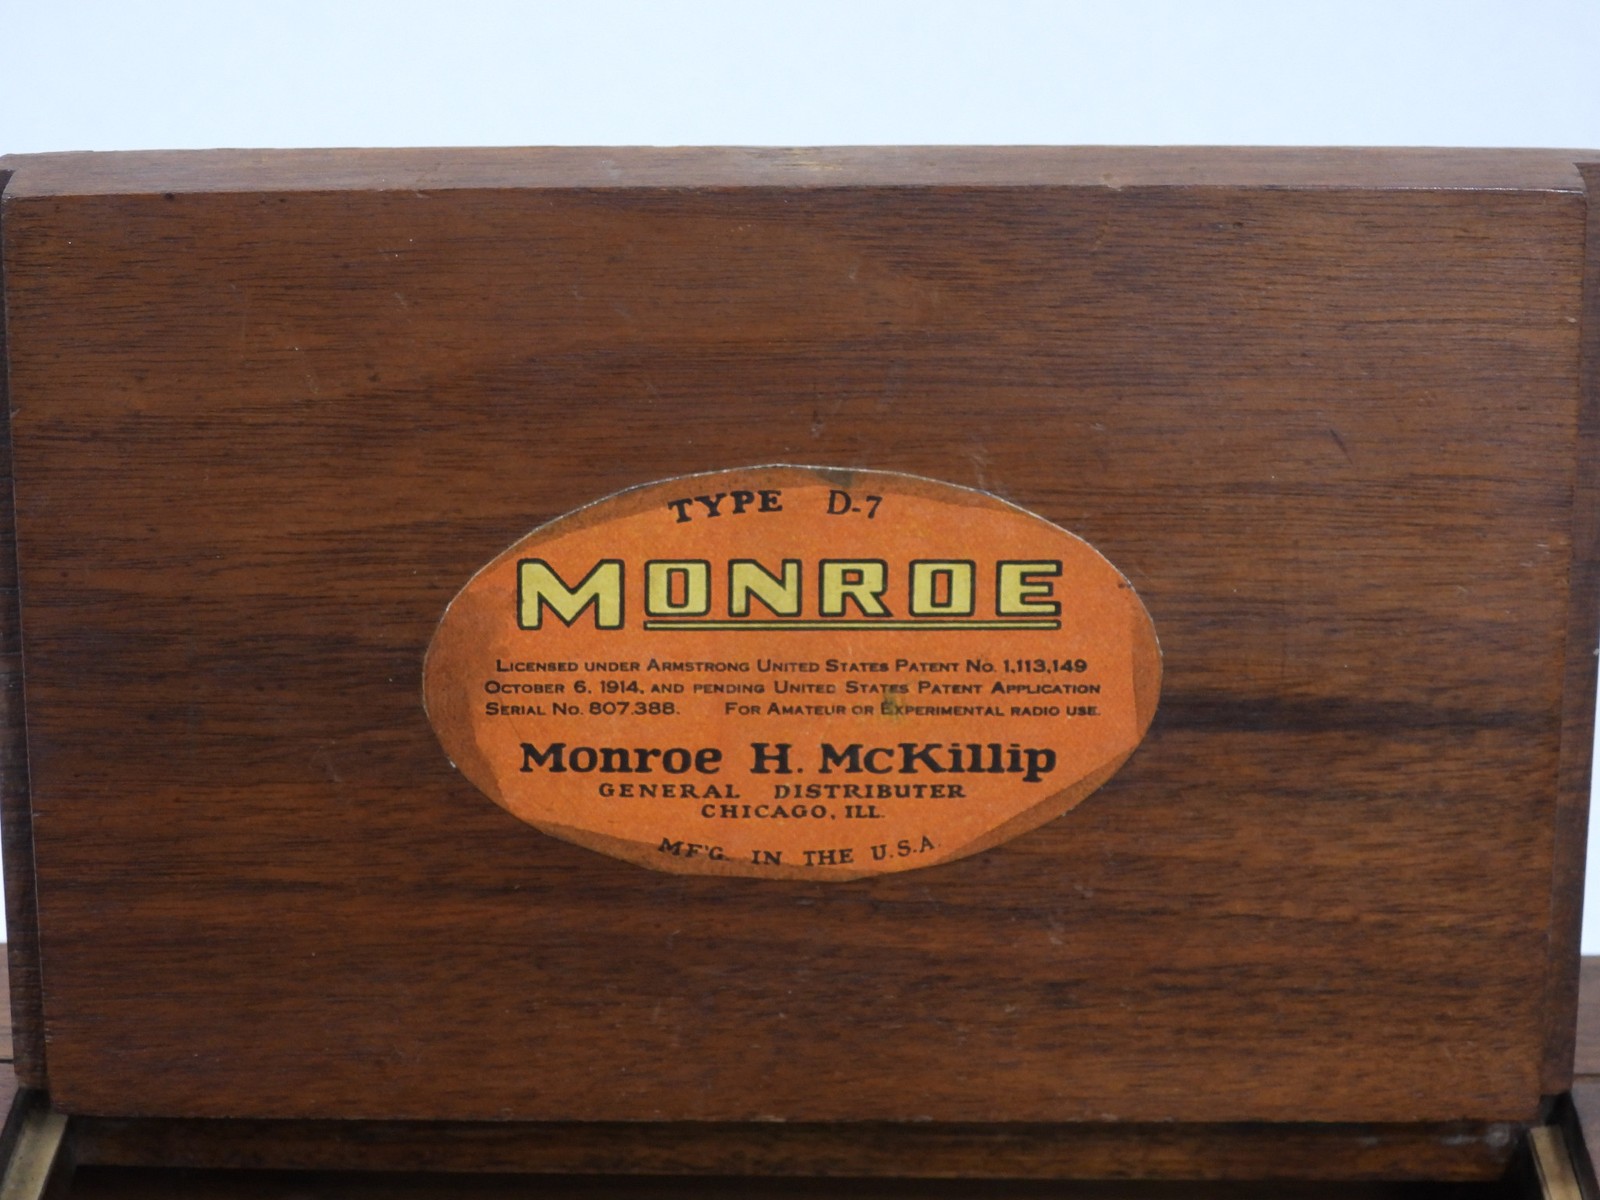 TYPE D-7
MONROE
LICENSED UNDER ARMSTRONG UNITED STATES PATENT NO. 1,113,149
OCTOBER 6, 1914, AND PENDING UNITED STATES PATENT APPLICATION
SERIAL NO. 807.388. FOR AMATEUR OR EXPERIMENTAL RADIO USE.
Monroe H. McKillip
GENERAL DISTRIBUTER
CHICAGO, ILL.
MF'G. IN THE U.S.A.